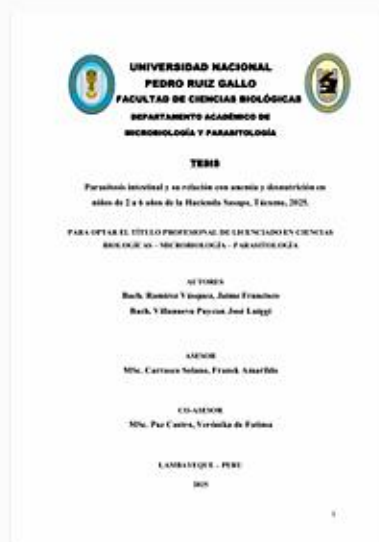 UNIVERSIDAD NACIONAL
PEDRO RUIZ GALLO
FACULTAD DE CIENCIAS BIOLÓGICAS
DEPARTAMENTO ACADÉMICO DE
MICROBIOLOGÍA Y PARASITOLOGÍA
TESIS
Parasitosis intestinal y su relación con anemia y desnutrición en
niños de 2 a 6 años de la Hacienda Sasape, Túcume, 2025.
PARA OPTAR EL TÍTULO PROFESIONAL DE LICENCIADO EN CIENCIAS
BIOLÓGICAS – MICROBIOLOGÍA – PARASITOLOGÍA
AUTORES
Bach. Ramírez Vásquez, Jaime Francisco
Bach. Villanueva Puycan José Luiggi
ASESOR
MSc. Carrasco Solano, Franck Amarildo
CO-ASESOR
MSc. Paz Castro, Verónika de Fatima
LAMBAYEQUE – PERU
2025
1